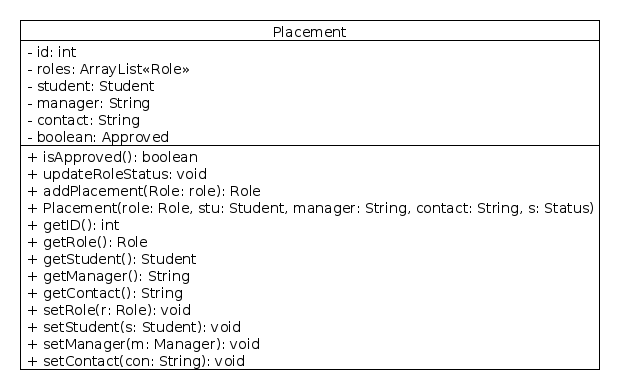 Placement
- id: int
- roles: ArrayList«Role»
- student: Student
- manager: String
- contact: String
- boolean: Approved
+ isApproved(): boolean
+ updateRoleStatus: void
+ addPlacement(Role: role): Role
+ Placement(role: Role, stu: Student, manager: String, contact: String, s: Status)
+ getID(): int
+ getRole(): Role
+ getStudent(): Student
+ getManager(): String
+ getContact(): String
+ setRole(r: Role): void
+ setStudent(s: Student): void
+ setManager(m: Manager): void
+ setContact(con: String): void